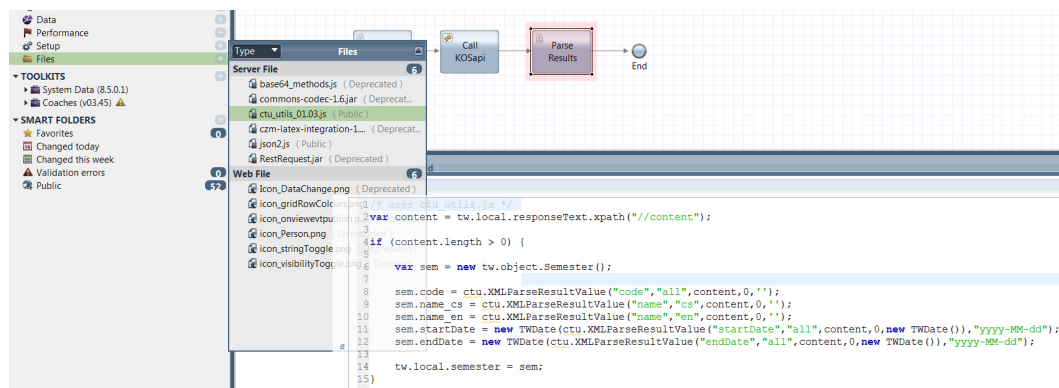 Data
Performance
Setup
Files
TOOLKITS
System Data (8.5.0.1)
Coaches (v03.45)
SMART FOLDERS
Favorites 0
Changed today
Changed this week
Validation errors 0
Public 52
Type Files
Server File 6
base64_methods.js (Deprecated)
commons-codec-1.6.jar (Deprecat...
ctu_utils_01.03.js (Public)
czm-latex-integration-1.... (Deprecat...
json2.js (Public)
RestRequest.jar (Deprecated)
Web File 6
Icon_DataChange.png (Deprecated)
icon_gridRowColours.png
icon_onviewevtpublish.p
icon_Person.png
icon_stringToggle.png
icon_visibilityToggle.png
Call
KOSapi
Parse
Results
End
1 /* uses ctu_utils.js */
2 var content = tw.local.responseText.xpath("//content");
3
4 if (content.length > 0) {
5
6 var sem = new tw.object.Semester();
7
8 sem.code = ctu.XMLParseResultValue("code","all",content,0,'');
9 sem.name_cs = ctu.XMLParseResultValue("name","cs",content,0,'');
10 sem.name_en = ctu.XMLParseResultValue("name","en",content,0,'');
11 sem.startDate = new TWDate(ctu.XMLParseResultValue("startDate","all",content,0,new TWDate()),"yyyy-MM-dd");
12 sem.endDate = new TWDate(ctu.XMLParseResultValue("endDate","all",content,0,new TWDate()),"yyyy-MM-dd");
13
14 tw.local.semester = sem;
15 }